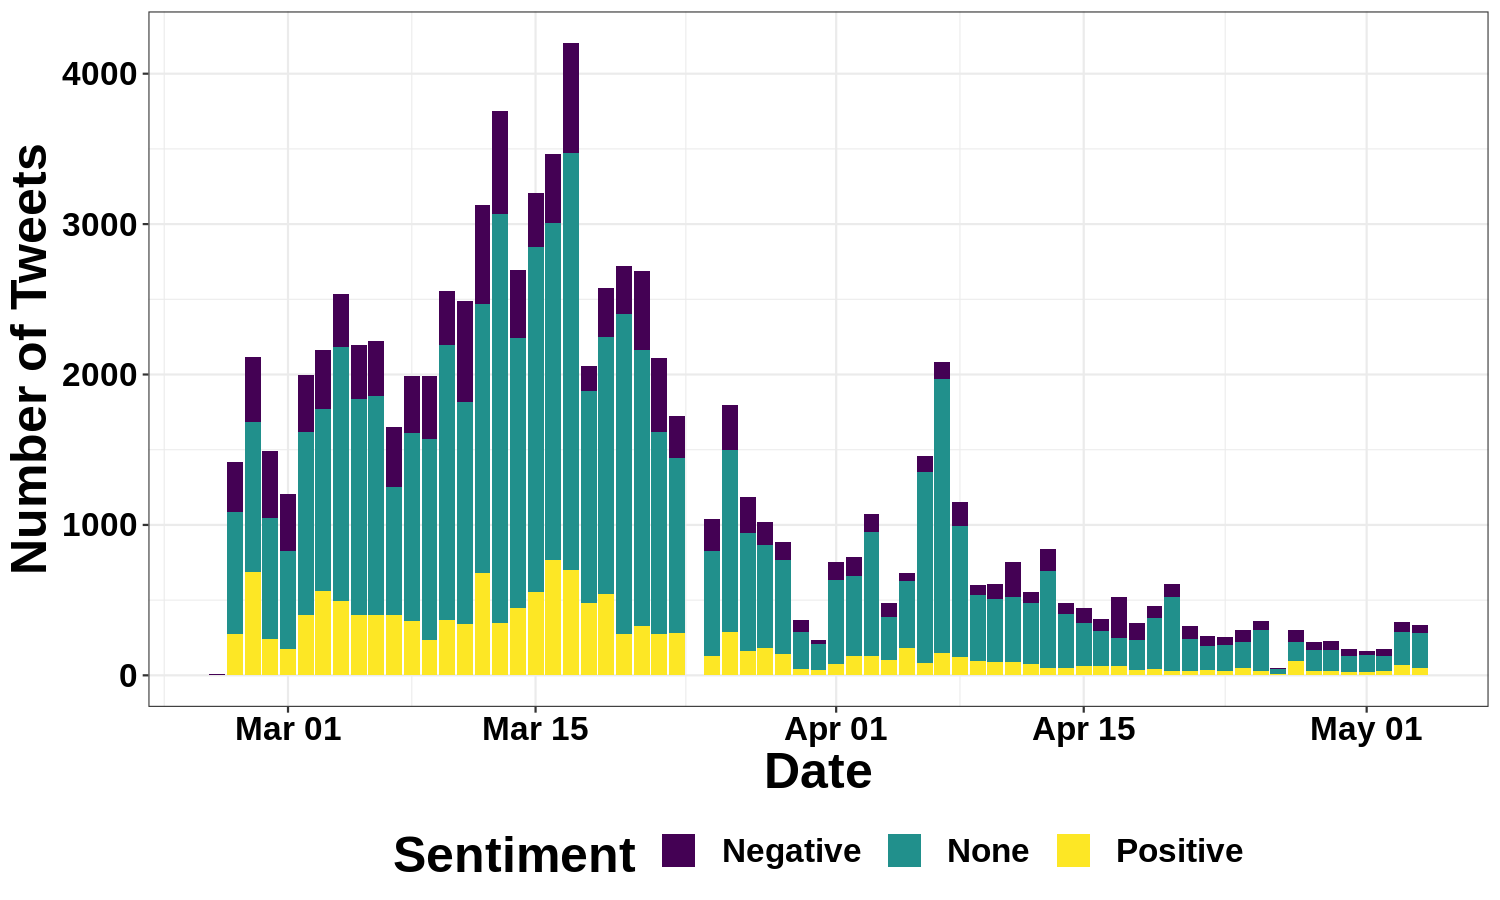 Number of Tweets
4000
3000
2000
1000
0
Mar 01 Mar 15 Apr 01 Apr 15 May 01
Date
Sentiment Negative None Positive